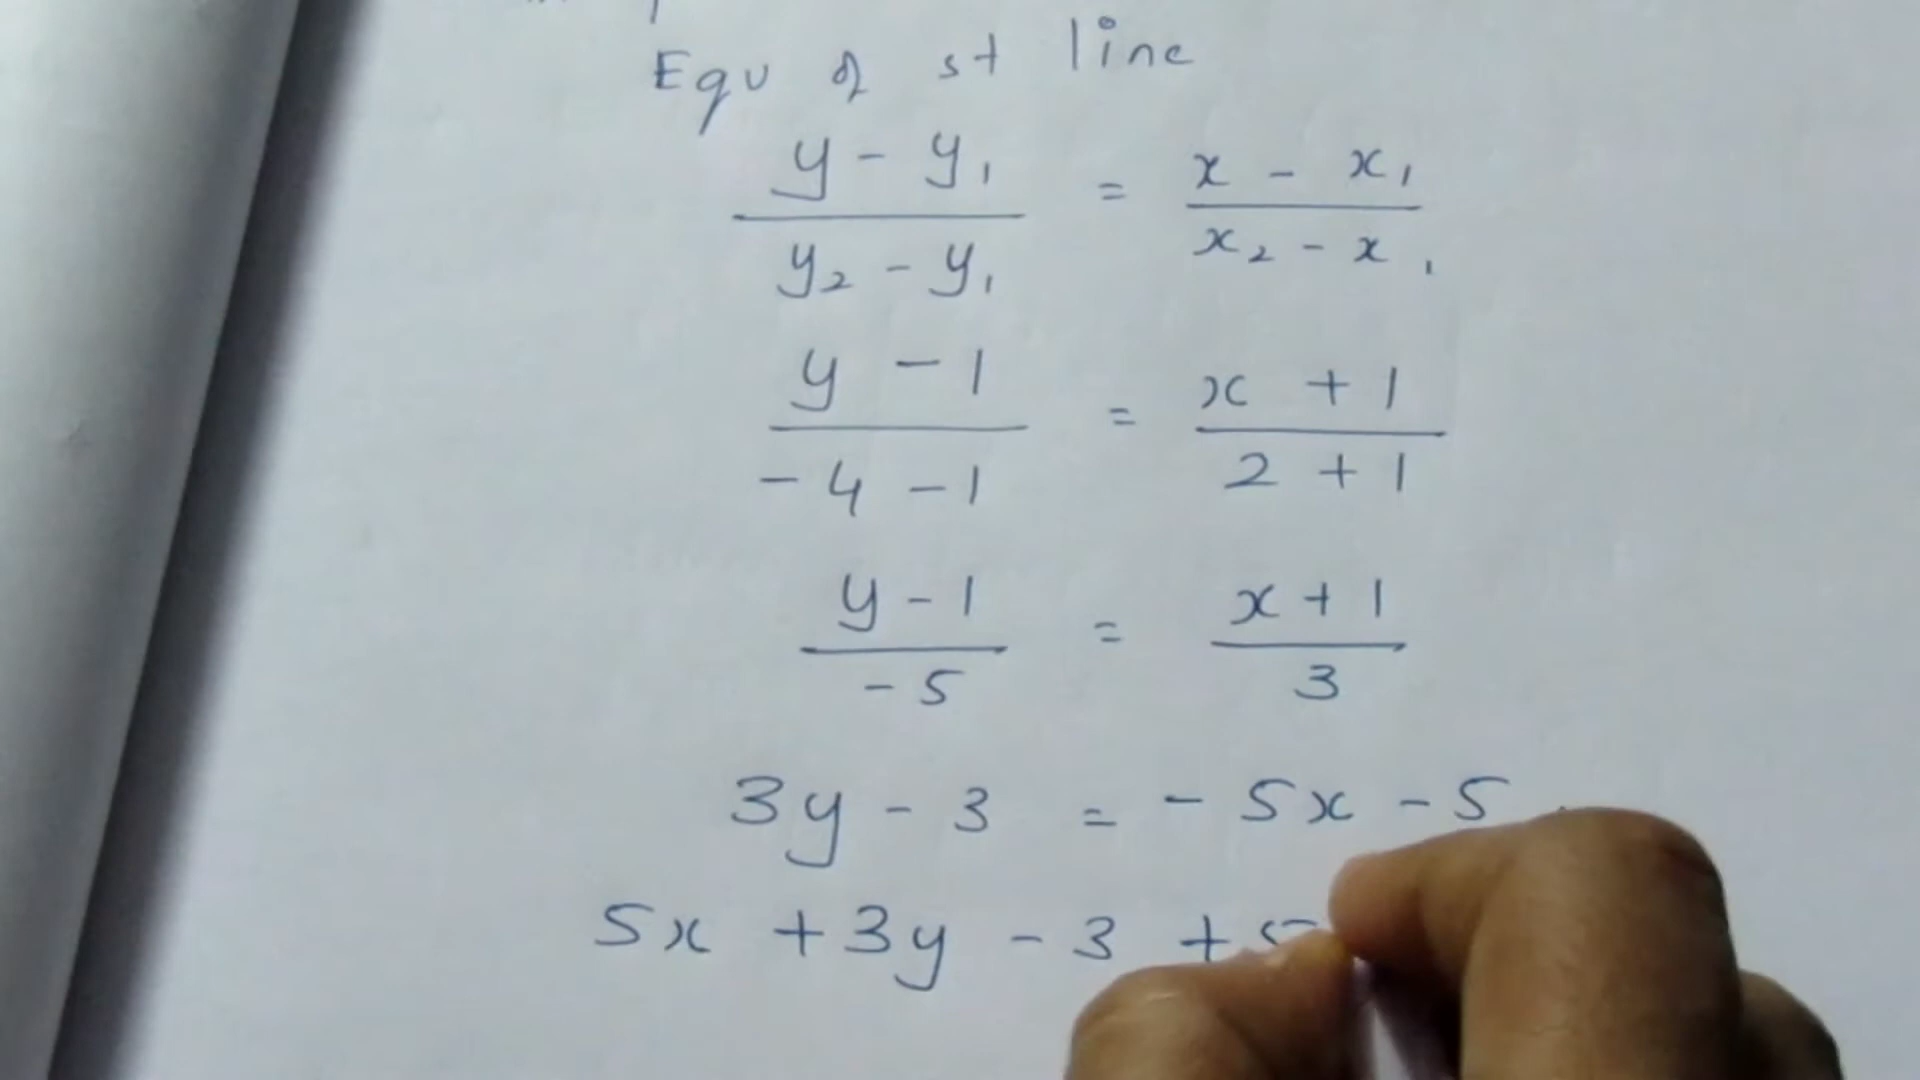 Equ of st line
y - y₁ / y₂ - y₁ = x - x₁ / x₂ - x₁
y - 1 / -4 - 1 = x + 1 / 2 + 1
y - 1 / -5 = x + 1 / 3
3y - 3 = - 5x - 5
5x + 3y - 3 + 5